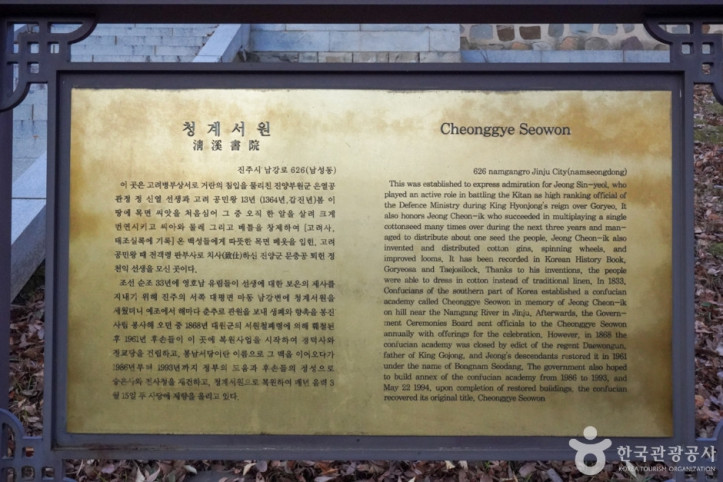 청계서원
淸溪書院
진주시 남강로 626(남성동)
이 곳은 고려병부상서로 거란의 침입을 물리친 진양부원군 은열공
관정 정 신열 선생과 고려 공민왕 13년 (1364년,갑진년)봄 이
땅에 목면 씨앗을 처음심어 그 중 오직 한 알을 살려 크게
번연시키고 씨아와 물레 그리고 베틀을 창제하여 [고려사,
태조실록에 기록]온 백성들에게 따뜻한 목면 베옷을 입힌, 고려
공민왕 때 전객령 판부사로 치사(致仕)하신 진양군 문충공 퇴헌 정
천익 선생을 모신 곳이다.
조선 순조 33년에 영호남 유림들이 선생에 대한 보은의 제사를
지내기 위해 진주의 서쪽 대평면 마동 남강변에 청계서원을
세웠더니 예조에서 해마다 춘추로 관원을 보내 생폐와 향촉을 봉신
사림 봉사해 오던 중 1868년 대원군의 서원철폐령에 의해 훼철된
후 1961년 후손들이 이 곳에 복원사업을 시작하여 경덕사와
정교당을 건립하고, 봉남서당이란 이름으로 그 맥을 이어오다가
1986년부터 1993년까지 정부의 도움과 후손들의 정성으로
숭은사와 전사청을 재건하고, 청계서원으로 복원하여 매년 음력 3
월 15일 두 사당에 제향을 올리고 있다.
Cheonggye Seowon
626 namgangro Jinju City(namseongdong)
This was established to express admiration for Jeong Sin-yeol, who
played an active role in battling the Kitan as high ranking official of
the Defence Ministry during King Hyonjong's reign over Goryeo, It
also honors Jeong Cheon-ik who succeeded in multiplaying a single
cottonseed many times over during the next three years and man-
aged to distribute about one seed the people, Jeong Cheon-ik also
invented and distributed cotton gins, spinning wheels, and
improved looms, It has been recorded in Korean History Book,
Goryeosa and Taejosilock, Thanks to his inventions, the people
were able to dress in cotton instead of traditional linen, In 1833,
Confucians of the southern part of Korea established a confucian
academy called Cheonggye Seowon in memory of Jeong Cheon-ik
on hill near the Namgang River in Jinju, Afterwards, the Govern-
ment Ceremonies Board sent officials to the Cheonggye Seowon
annually with offerings for the celebration. However, in 1868 the
confucian academy was closed by edict of the regent Daewongun,
father of King Gojong, and Jeong's descendants restored it in 1961
under the name of Bongnam Seodang, The government also hoped
to build annex of the confucian academy from 1986 to 1993, and
May 22 1994, upon completion of restored buildings, the confucian
recovered its original title, Cheonggye Seowon
한국관광공사
KOREA TOURISM ORGANIZATION